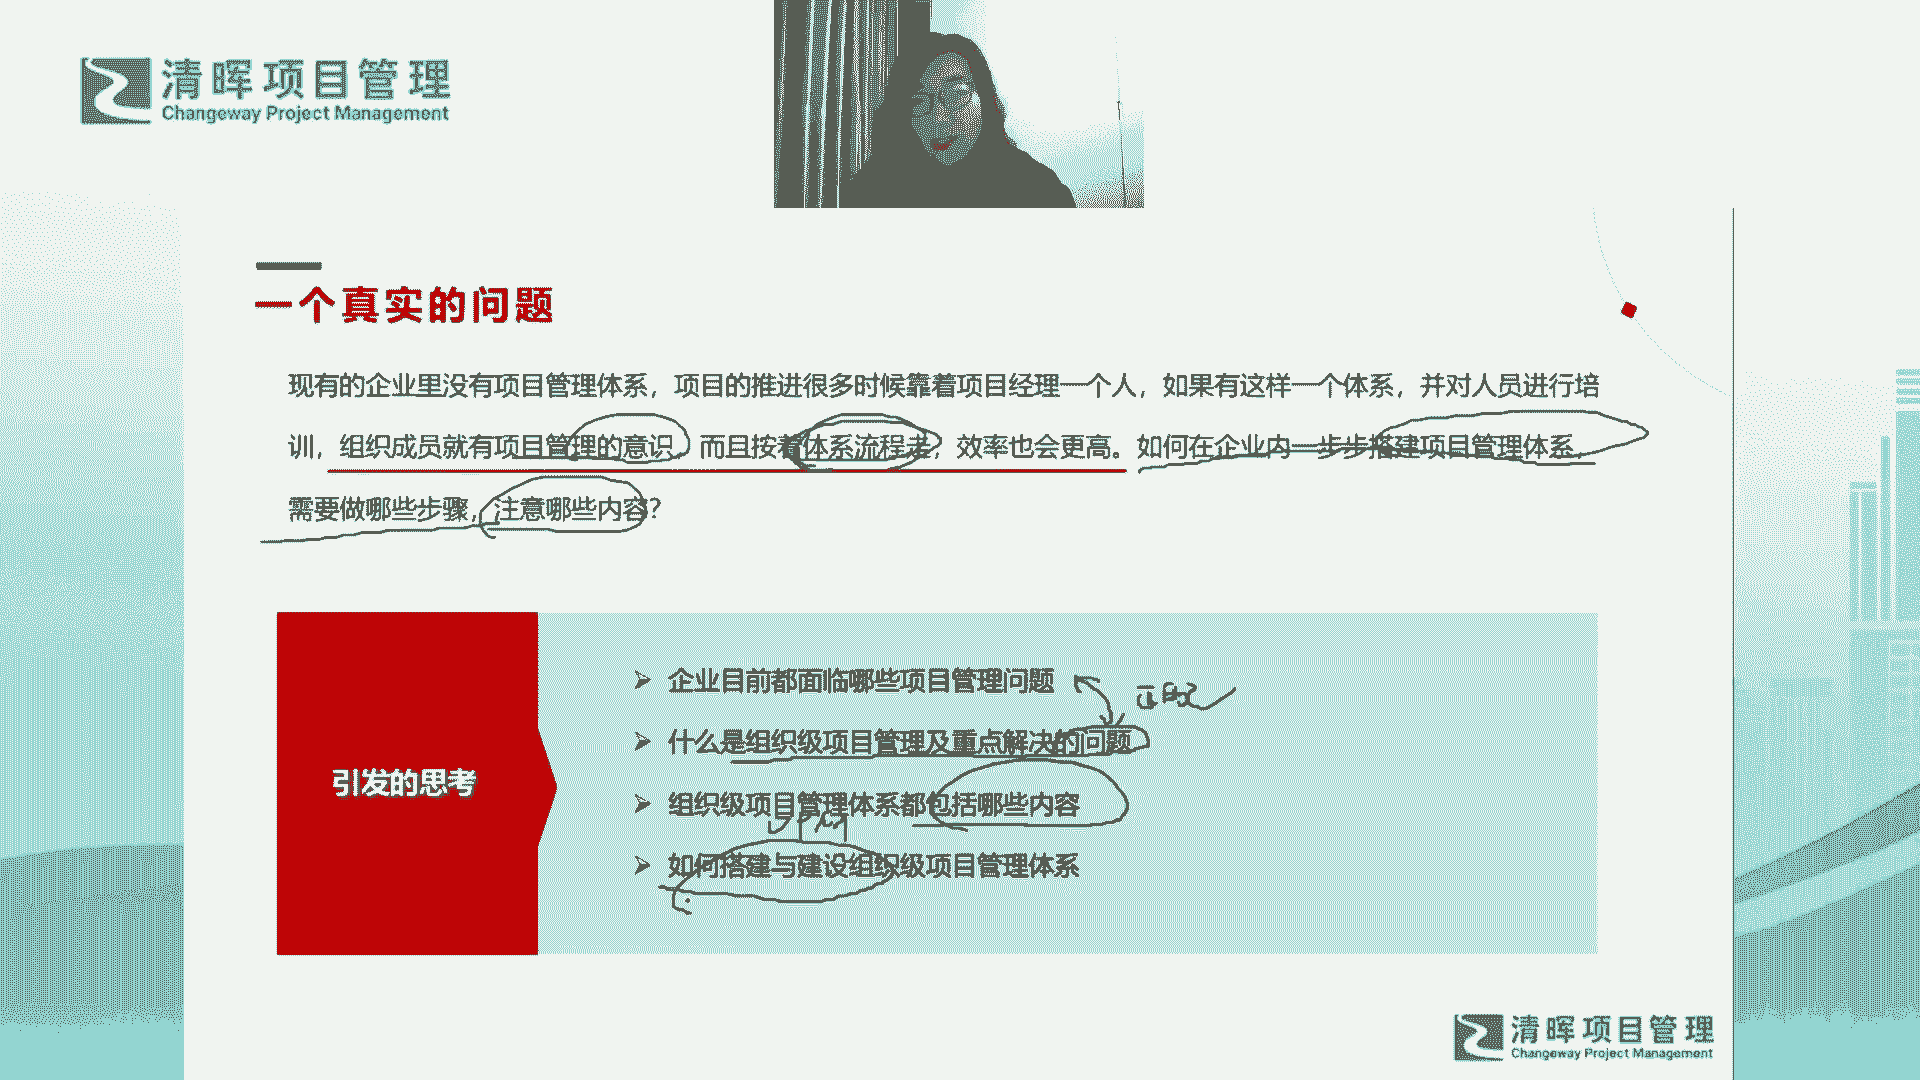 清晖项目管理
Changeway Project Management
一个真实的问题
现有的企业里没有项目管理体系，项目的推进很多时候靠着项目经理一个人，如果有这样一个体系，并对人员进行培
训，组织成员就有项目管理的意识，而且按着体系流程走，效率也会更高。如何在企业内一步步搭建项目管理体系，
需要做哪些步骤，注意哪些内容？
引发的思考
企业目前都面临哪些项目管理问题
什么是组织级项目管理及重点解决的问题
组织级项目管理体系都包括哪些内容
如何搭建与建设组织级项目管理体系
清晖项目管理
Changeway Project Management